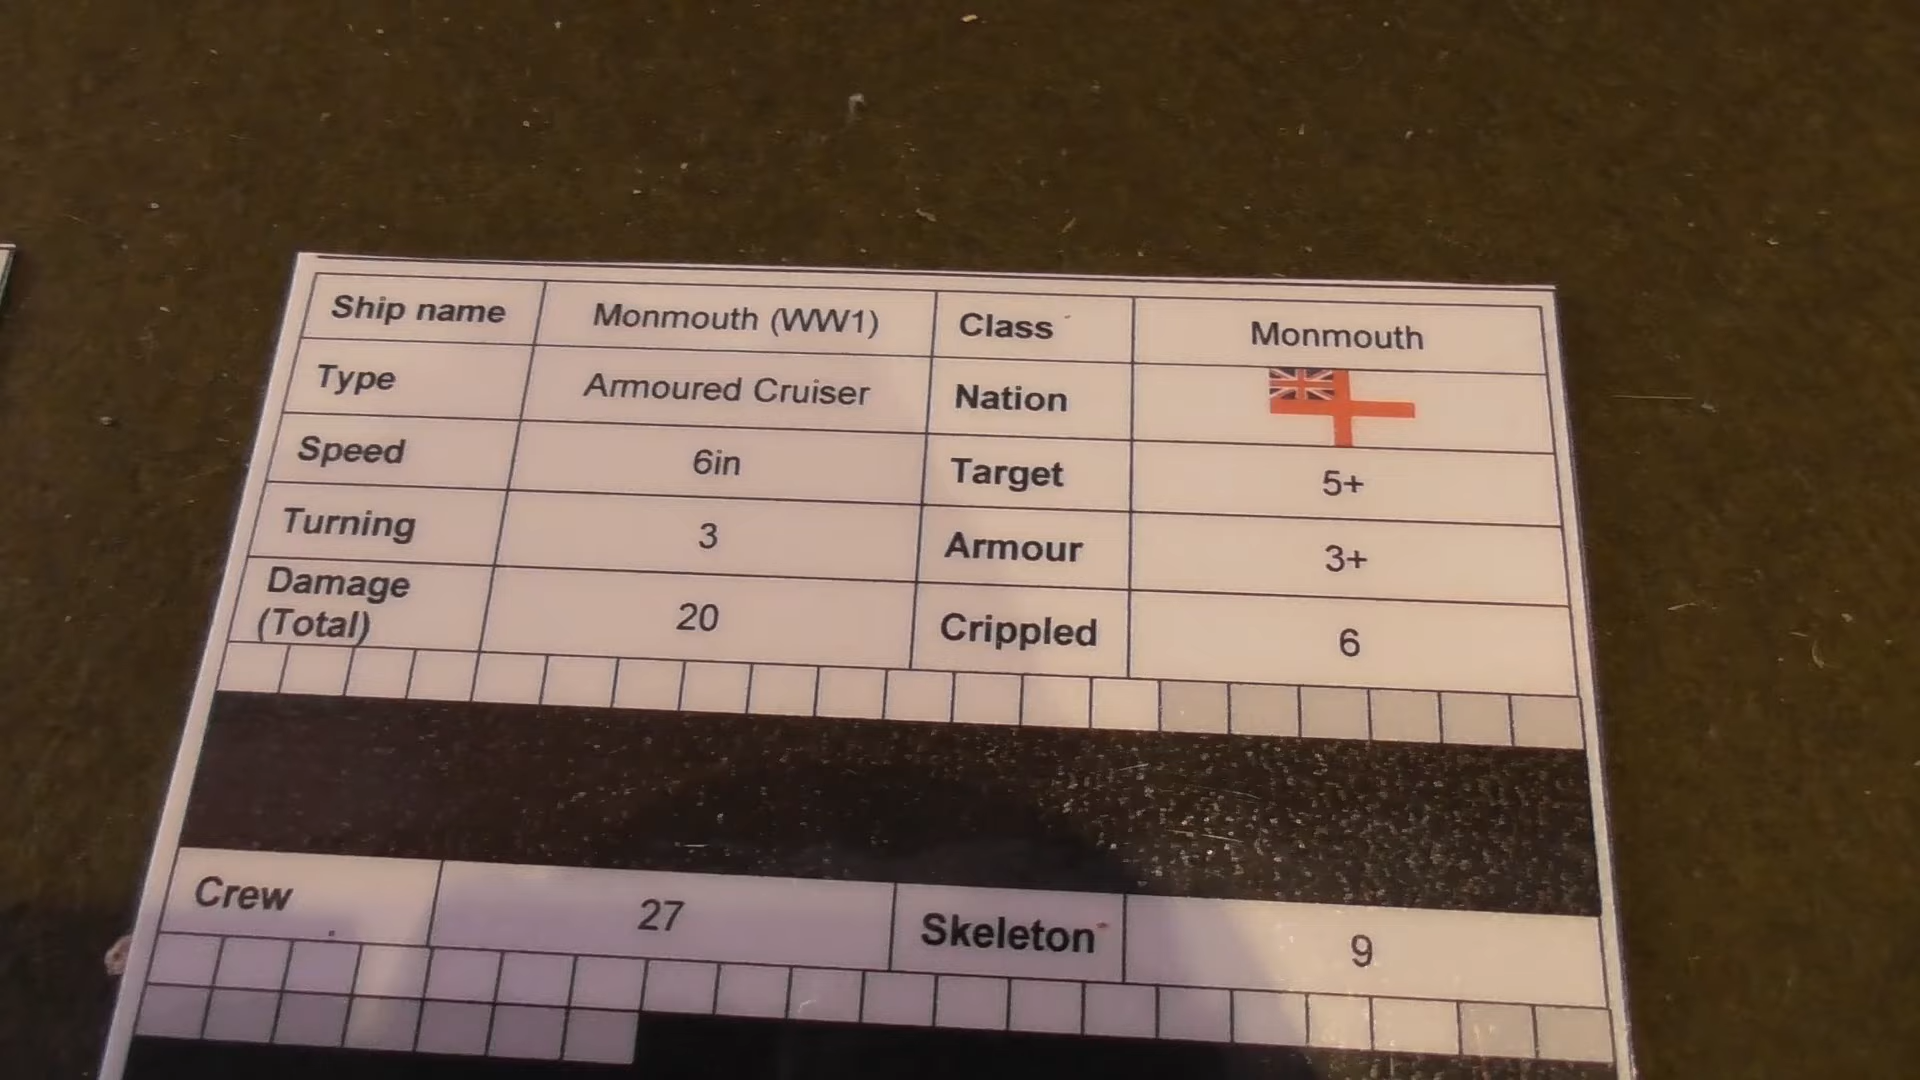 Ship name Monmouth (WW1) Class Monmouth
Type Armoured Cruiser Nation
Speed 6in Target 5+
Turning 3 Armour 3+
Damage
(Total) 20 Crippled 6
Crew 27 Skeleton 9